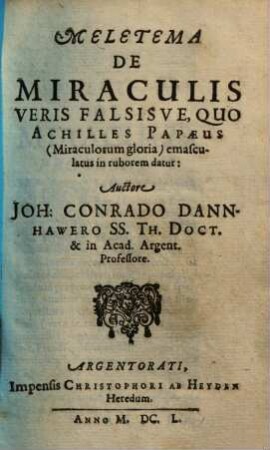 MELETEMA
DE
MIRACULIS
VERIS FALSISVE, QUO
ACHILLES PAPÆUS
(Miraculorum gloria) emascu-
latus in ruborem datur:
Auctore
JOH: CONRADO DANN-
HAWERO SS. TH. DOCT.
& in Acad. Argent.
Professore.
ARGENTORATI,
Impensis CHRISTOPHORI AB HEYDEN
Heredum.
ANNO M. DC. L.